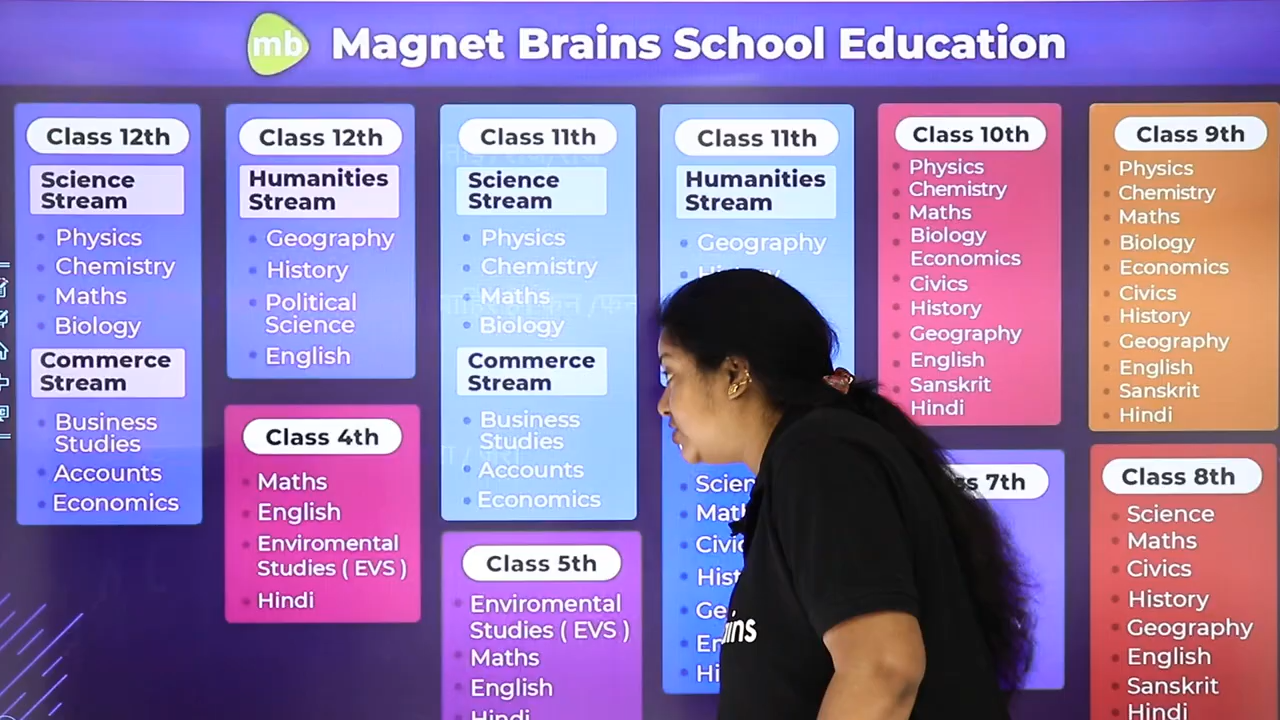 mb
Magnet Brains School Education
Class 12th
Science
Stream
Physics
Chemistry
Maths
Biology
Commerce
Stream
Business
Studies
Accounts
Economics
Class 12th
Humanities
Stream
Geography
History
Political
Science
English
Class 4th
Maths
English
Enviromental
Studies ( EVS )
Hindi
Class 11th
Science
Stream
Physics
Chemistry
Maths
Biology
Commerce
Stream
Business
Studies
Accounts
Economics
Class 5th
Enviromental
Studies ( EVS )
Maths
English
Hindi
Class 11th
Humanities
Stream
Geography
Class 10th
Physics
Chemistry
Maths
Biology
Economics
Civics
History
Geography
English
Sanskrit
Hindi
7th
Class 9th
Physics
Chemistry
Maths
Biology
Economics
Civics
History
Geography
English
Sanskrit
Hindi
Class 8th
Science
Maths
Civics
History
Geography
English
Sanskrit
Hindi